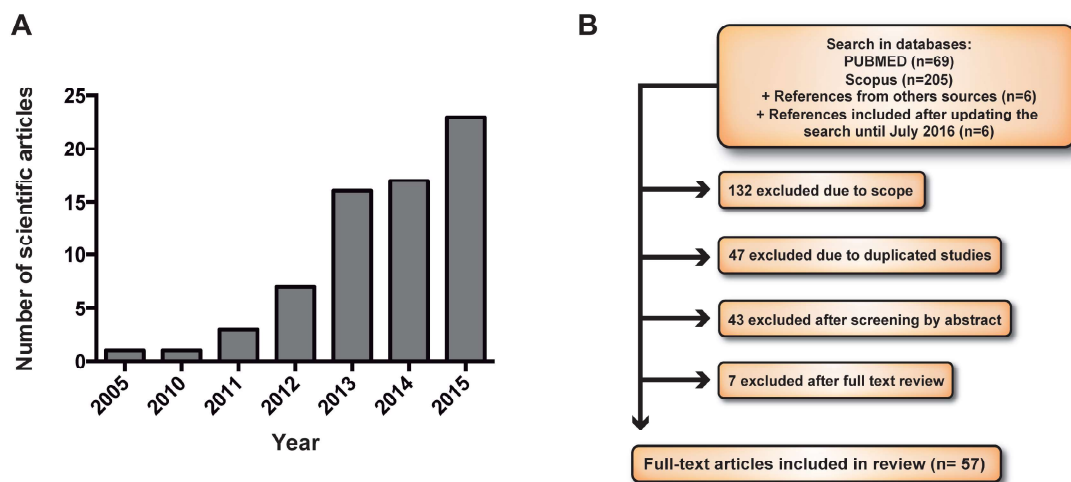 A
Number of scientific articles
25
20
15
10
5
0
2005
2010
2011
2012
2013
2014
2015
Year
B
Search in databases:
PUBMED (n=69)
Scopus (n=205)
+ References from others sources (n=6)
+ References included after updating the
search until July 2016 (n=6)
132 excluded due to scope
47 excluded due to duplicated studies
43 excluded after screening by abstract
7 excluded after full text review
Full-text articles included in review (n= 57)